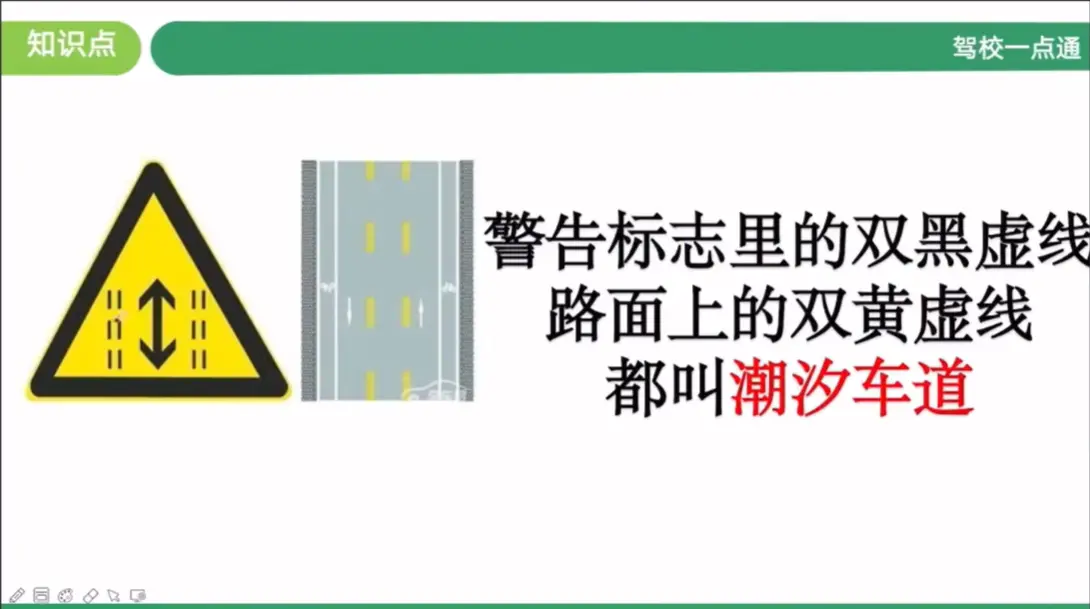 知识点
驾校一点通
警告标志里的双黑虚线
路面上的双黄虚线
都叫潮汐车道